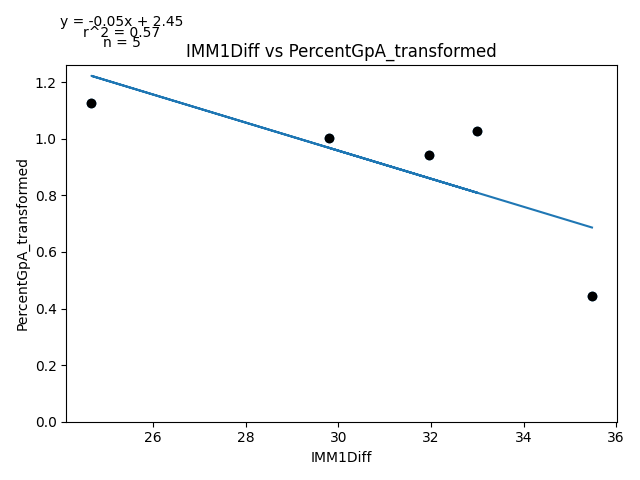 y = -0.05x + 2.45
r^2 = 0.57
n = 5
IMM1Diff vs PercentGpA_transformed
1.2
1.0
0.8
0.6
0.4
0.2
0.0
PercentGpA_transformed
26 28 30 32 34 36
IMM1Diff